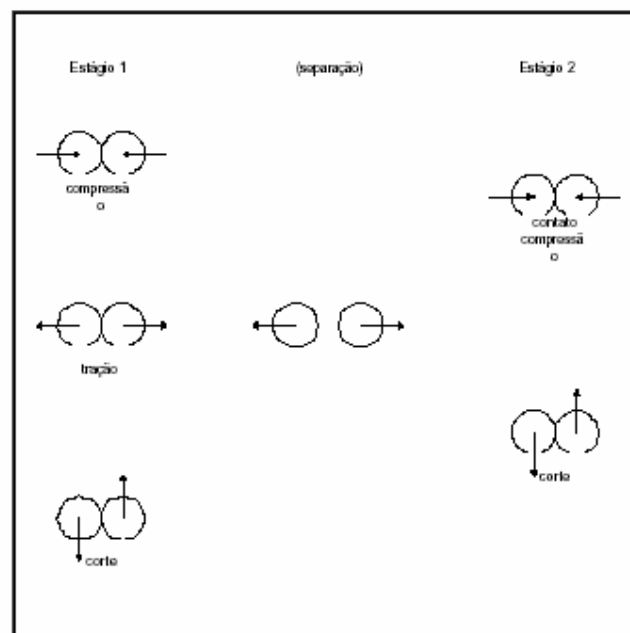 Estágio 1
(separação)
Estágio 2
compressã
o
contato
compressã
o
tração
corte
corte